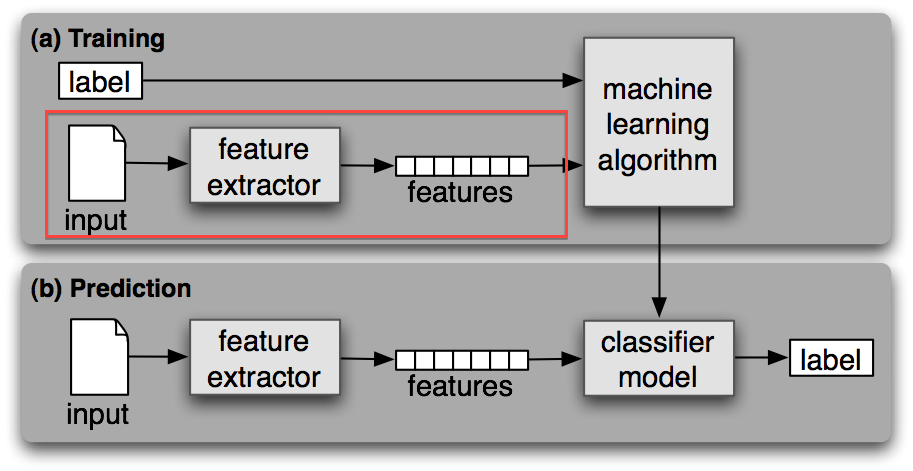 (a) Training
label
machine
learning
algorithm
feature
extractor
features
input
(b) Prediction
feature
extractor
features
input
classifier
model
label